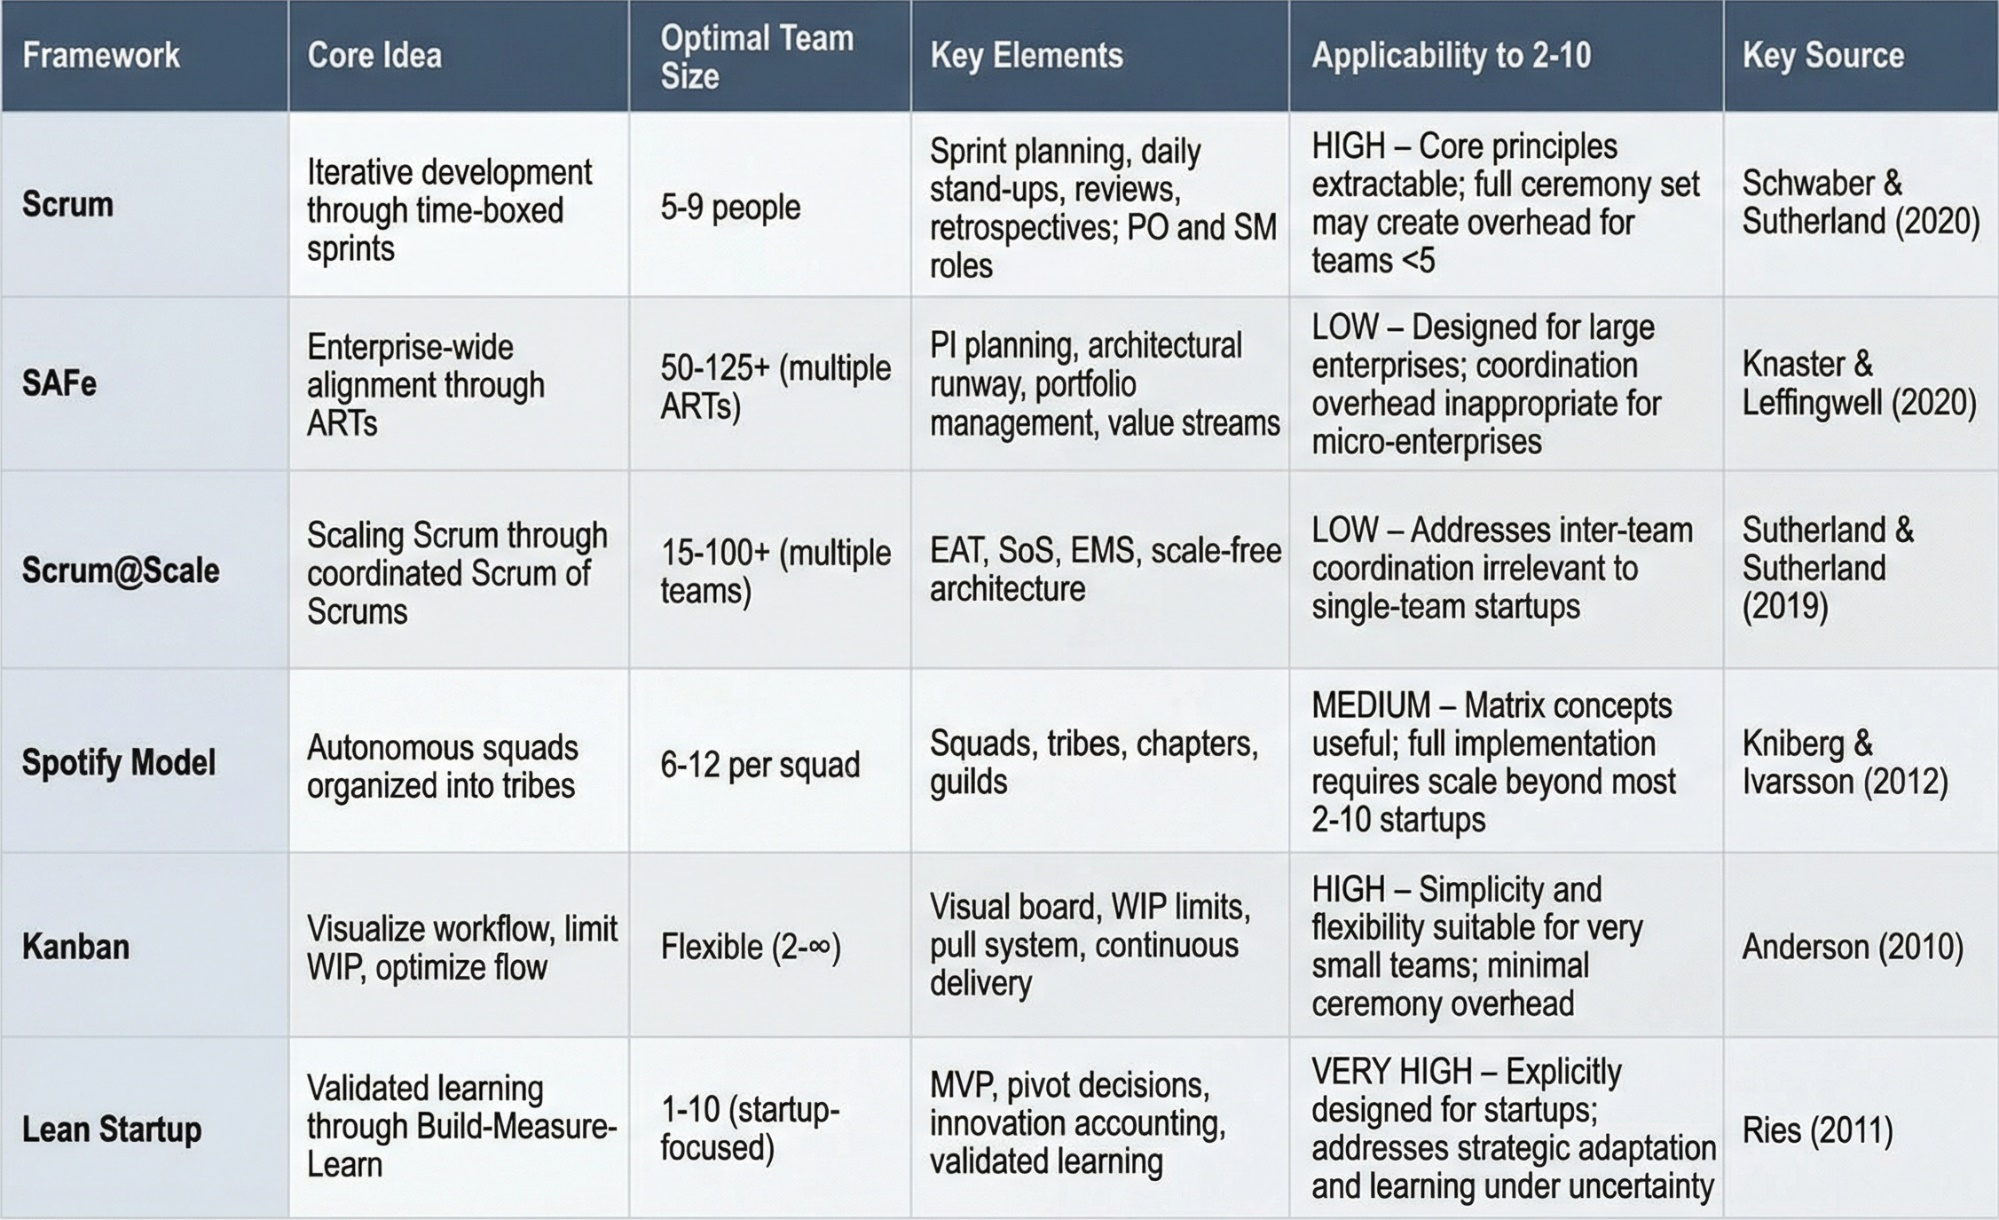 Framework
Core Idea
Optimal Team
Size
Key Elements
Applicability to 2-10
Key Source
Scrum
Iterative development
through time-boxed
sprints
5-9 people
Sprint planning, daily
stand-ups, reviews,
retrospectives; PO and SM
roles
HIGH – Core principles
extractable; full ceremony set
may create overhead for
teams <5
Schwaber &
Sutherland (2020)
SAFe
Enterprise-wide
alignment through
ARTs
50-125+ (multiple
ARTs)
PI planning, architectural
runway, portfolio
management, value streams
LOW – Designed for large
enterprises; coordination
overhead inappropriate for
micro-enterprises
Knaster &
Leffingwell (2020)
Scrum@Scale
Scaling Scrum through
coordinated Scrum of
Scrums
15-100+ (multiple
teams)
EAT, SoS, EMS, scale-free
architecture
LOW – Addresses inter-team
coordination irrelevant to
single-team startups
Sutherland &
Sutherland
(2019)
Spotify Model
Autonomous squads
organized into tribes
6-12 per squad
Squads, tribes, chapters,
guilds
MEDIUM – Matrix concepts
useful; full implementation
requires scale beyond most
2-10 startups
Kniberg &
Ivarsson (2012)
Kanban
Visualize workflow, limit
WIP, optimize flow
Flexible (2-∞)
Visual board, WIP limits,
pull system, continuous
delivery
HIGH – Simplicity and
flexibility suitable for very
small teams; minimal
ceremony overhead
Anderson (2010)
Lean Startup
Validated learning
through Build-Measure-
Learn
1-10 (startup-
focused)
MVP, pivot decisions,
innovation accounting,
validated learning
VERY HIGH – Explicitly
designed for startups;
addresses strategic adaptation
and learning under uncertainty
Ries (2011)